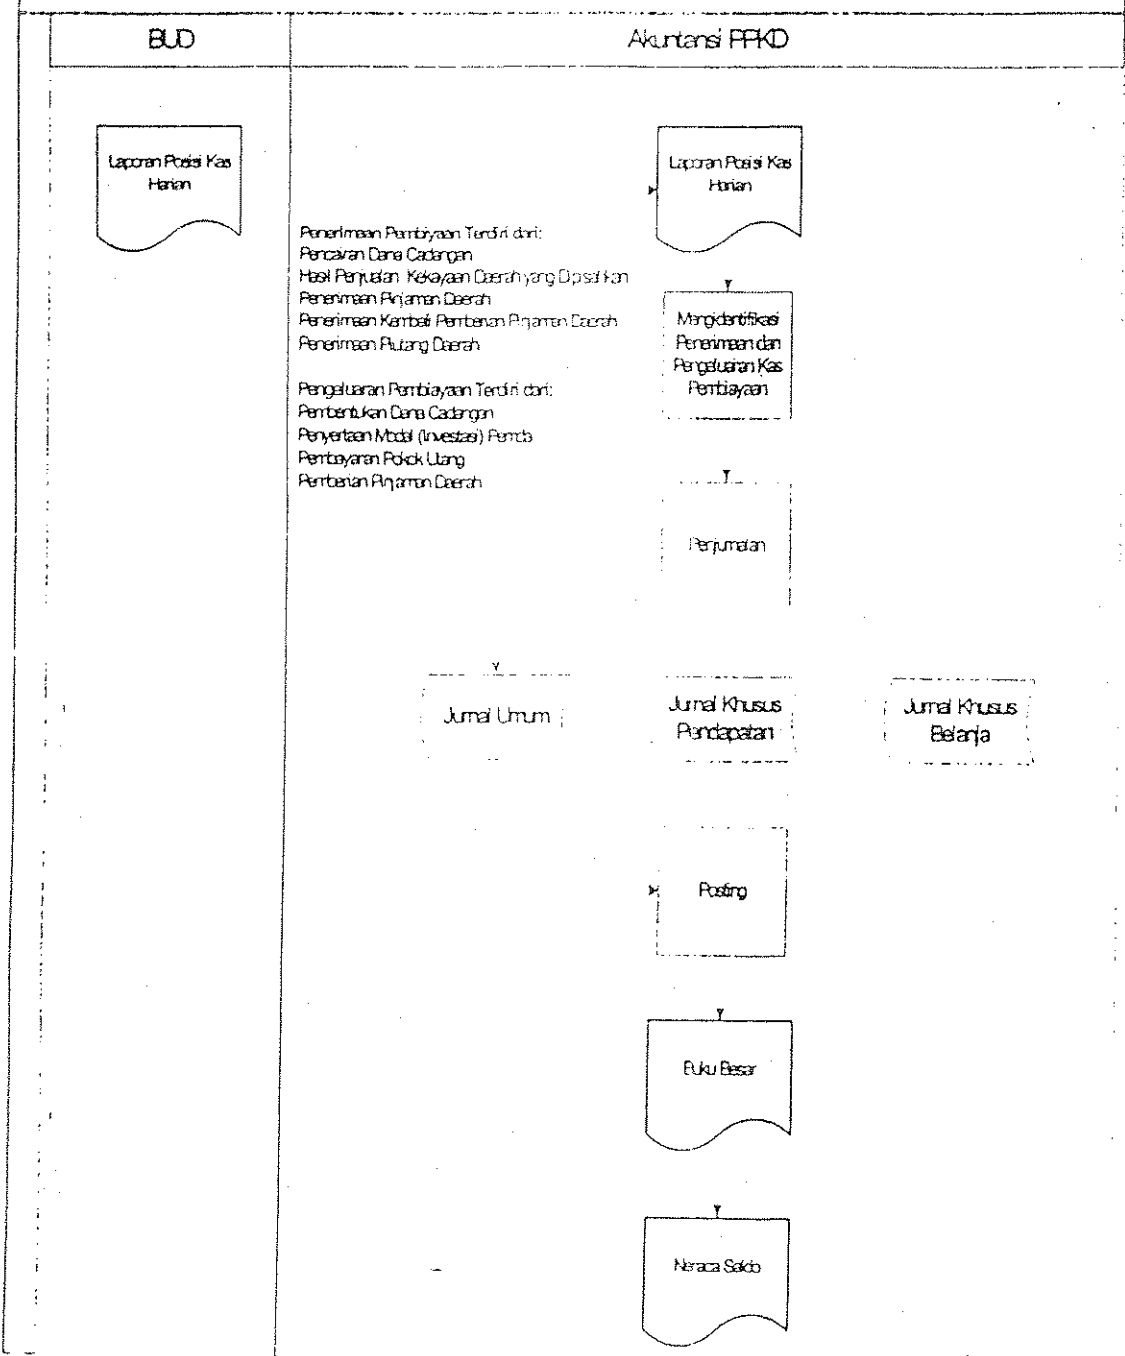 BUD
Akuntansi PPKD
Laporan Posisi Kas
Harian
Laporan Posisi Kas
Harian
Penerimaan Pembiyaan Terdiri dari:
Pencairan Dana Cadangan
Hasil Penjualan Kekayaan Daerah yang Dipisahkan
Penerimaan Pinjaman Daerah
Penerimaan Kembali Pemberian Pinjaman Daerah
Penerimaan Piutang Daerah
Mengidentifikasi
Penerimaan dan
Pengeluaran Kas
Pembiayaan
Pengeluaran Pembiayaan Terdiri dari:
Pembentukan Dana Cadangan
Penyertaan Modal (Investasi) Pemda
Pembayaran Pokok Utang
Pemberian Pinjaman Daerah
Penjurnalan
Jurnal Umum
Jurnal Khusus
Pendapatan
Jurnal Khusus
Belanja
Posting
Buku Besar
Neraca Saldo